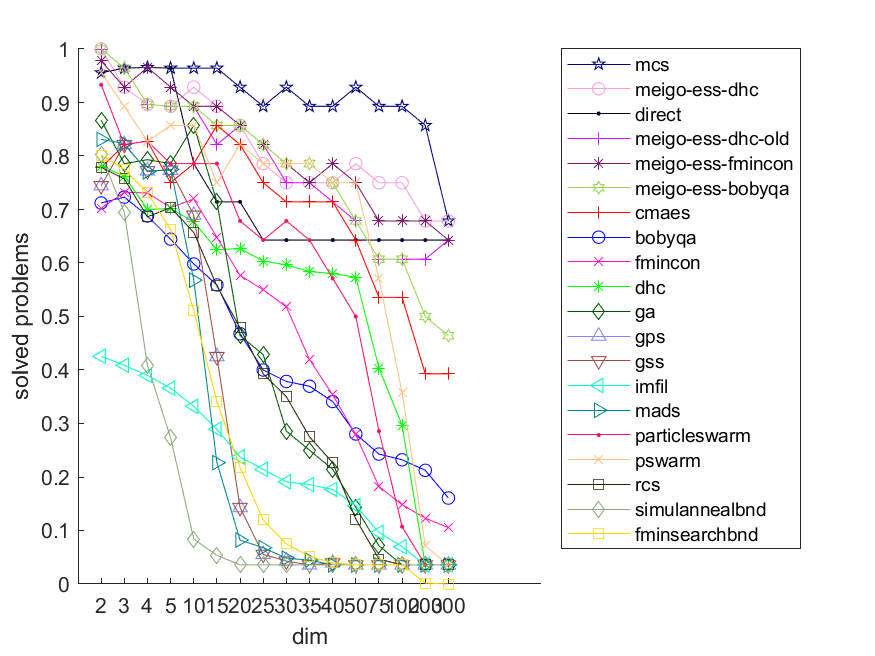 solved problems
1
0.9
0.8
0.7
0.6
0.5
0.4
0.3
0.2
0.1
0
2 3 4 5 10 15 20 25 30 35 40 50 75 100 200 300
dim
mcs
meigo-ess-dhc
direct
meigo-ess-dhc-old
meigo-ess-fmincon
meigo-ess-bobyqa
cmaes
bobyqa
fmincon
dhc
ga
gps
gss
imfil
mads
particleswarm
pswarm
rcs
simulannealbnd
fminsearchbnd